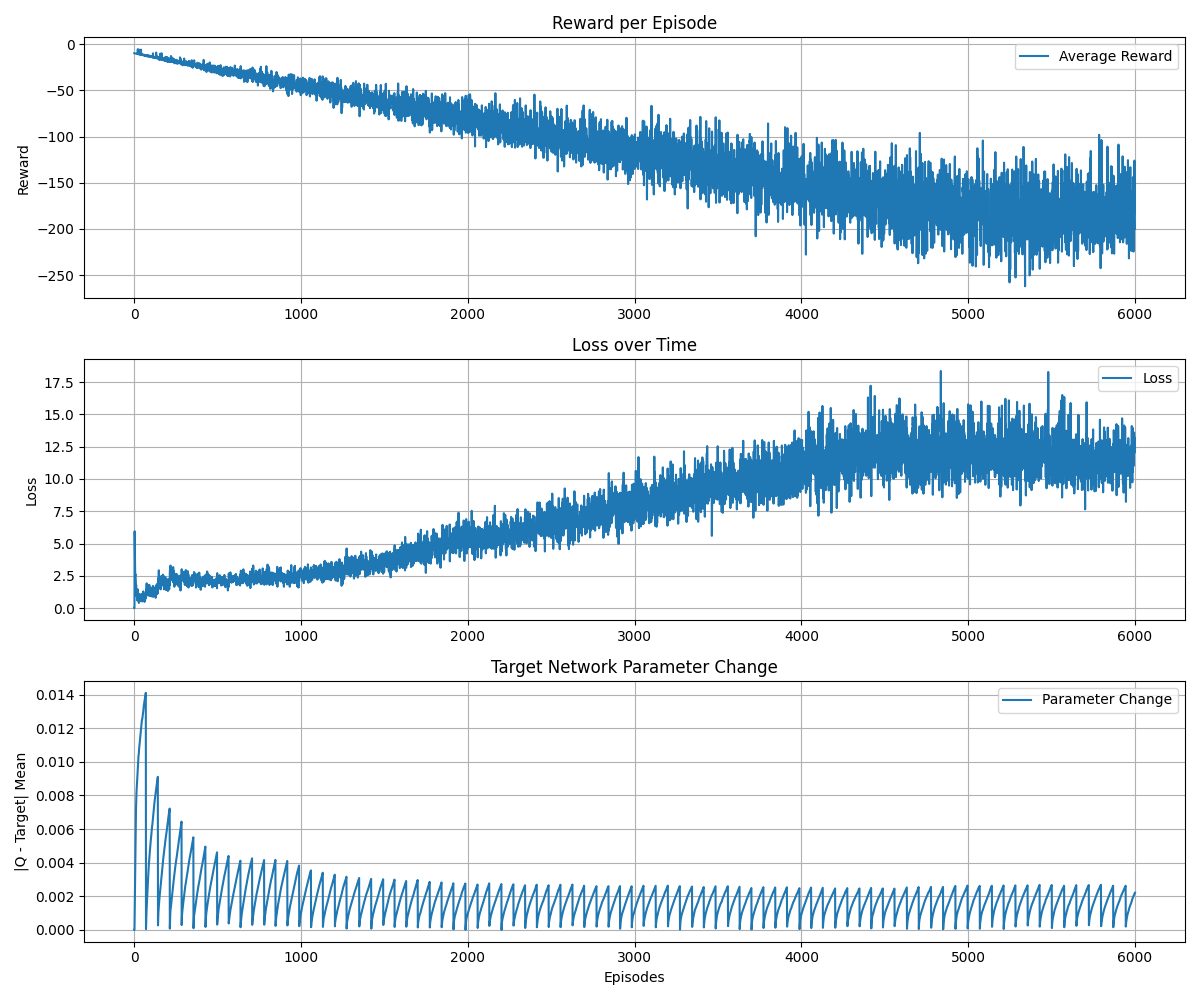 Reward per Episode
Average Reward
Reward
0
−50
−100
−150
−200
−250
0 1000 2000 3000 4000 5000 6000
Loss over Time
Loss
Loss
17.5
15.0
12.5
10.0
7.5
5.0
2.5
0.0
0 1000 2000 3000 4000 5000 6000
Target Network Parameter Change
Parameter Change
|Q - Target| Mean
0.014
0.012
0.010
0.008
0.006
0.004
0.002
0.000
0 1000 2000 3000 4000 5000 6000
Episodes